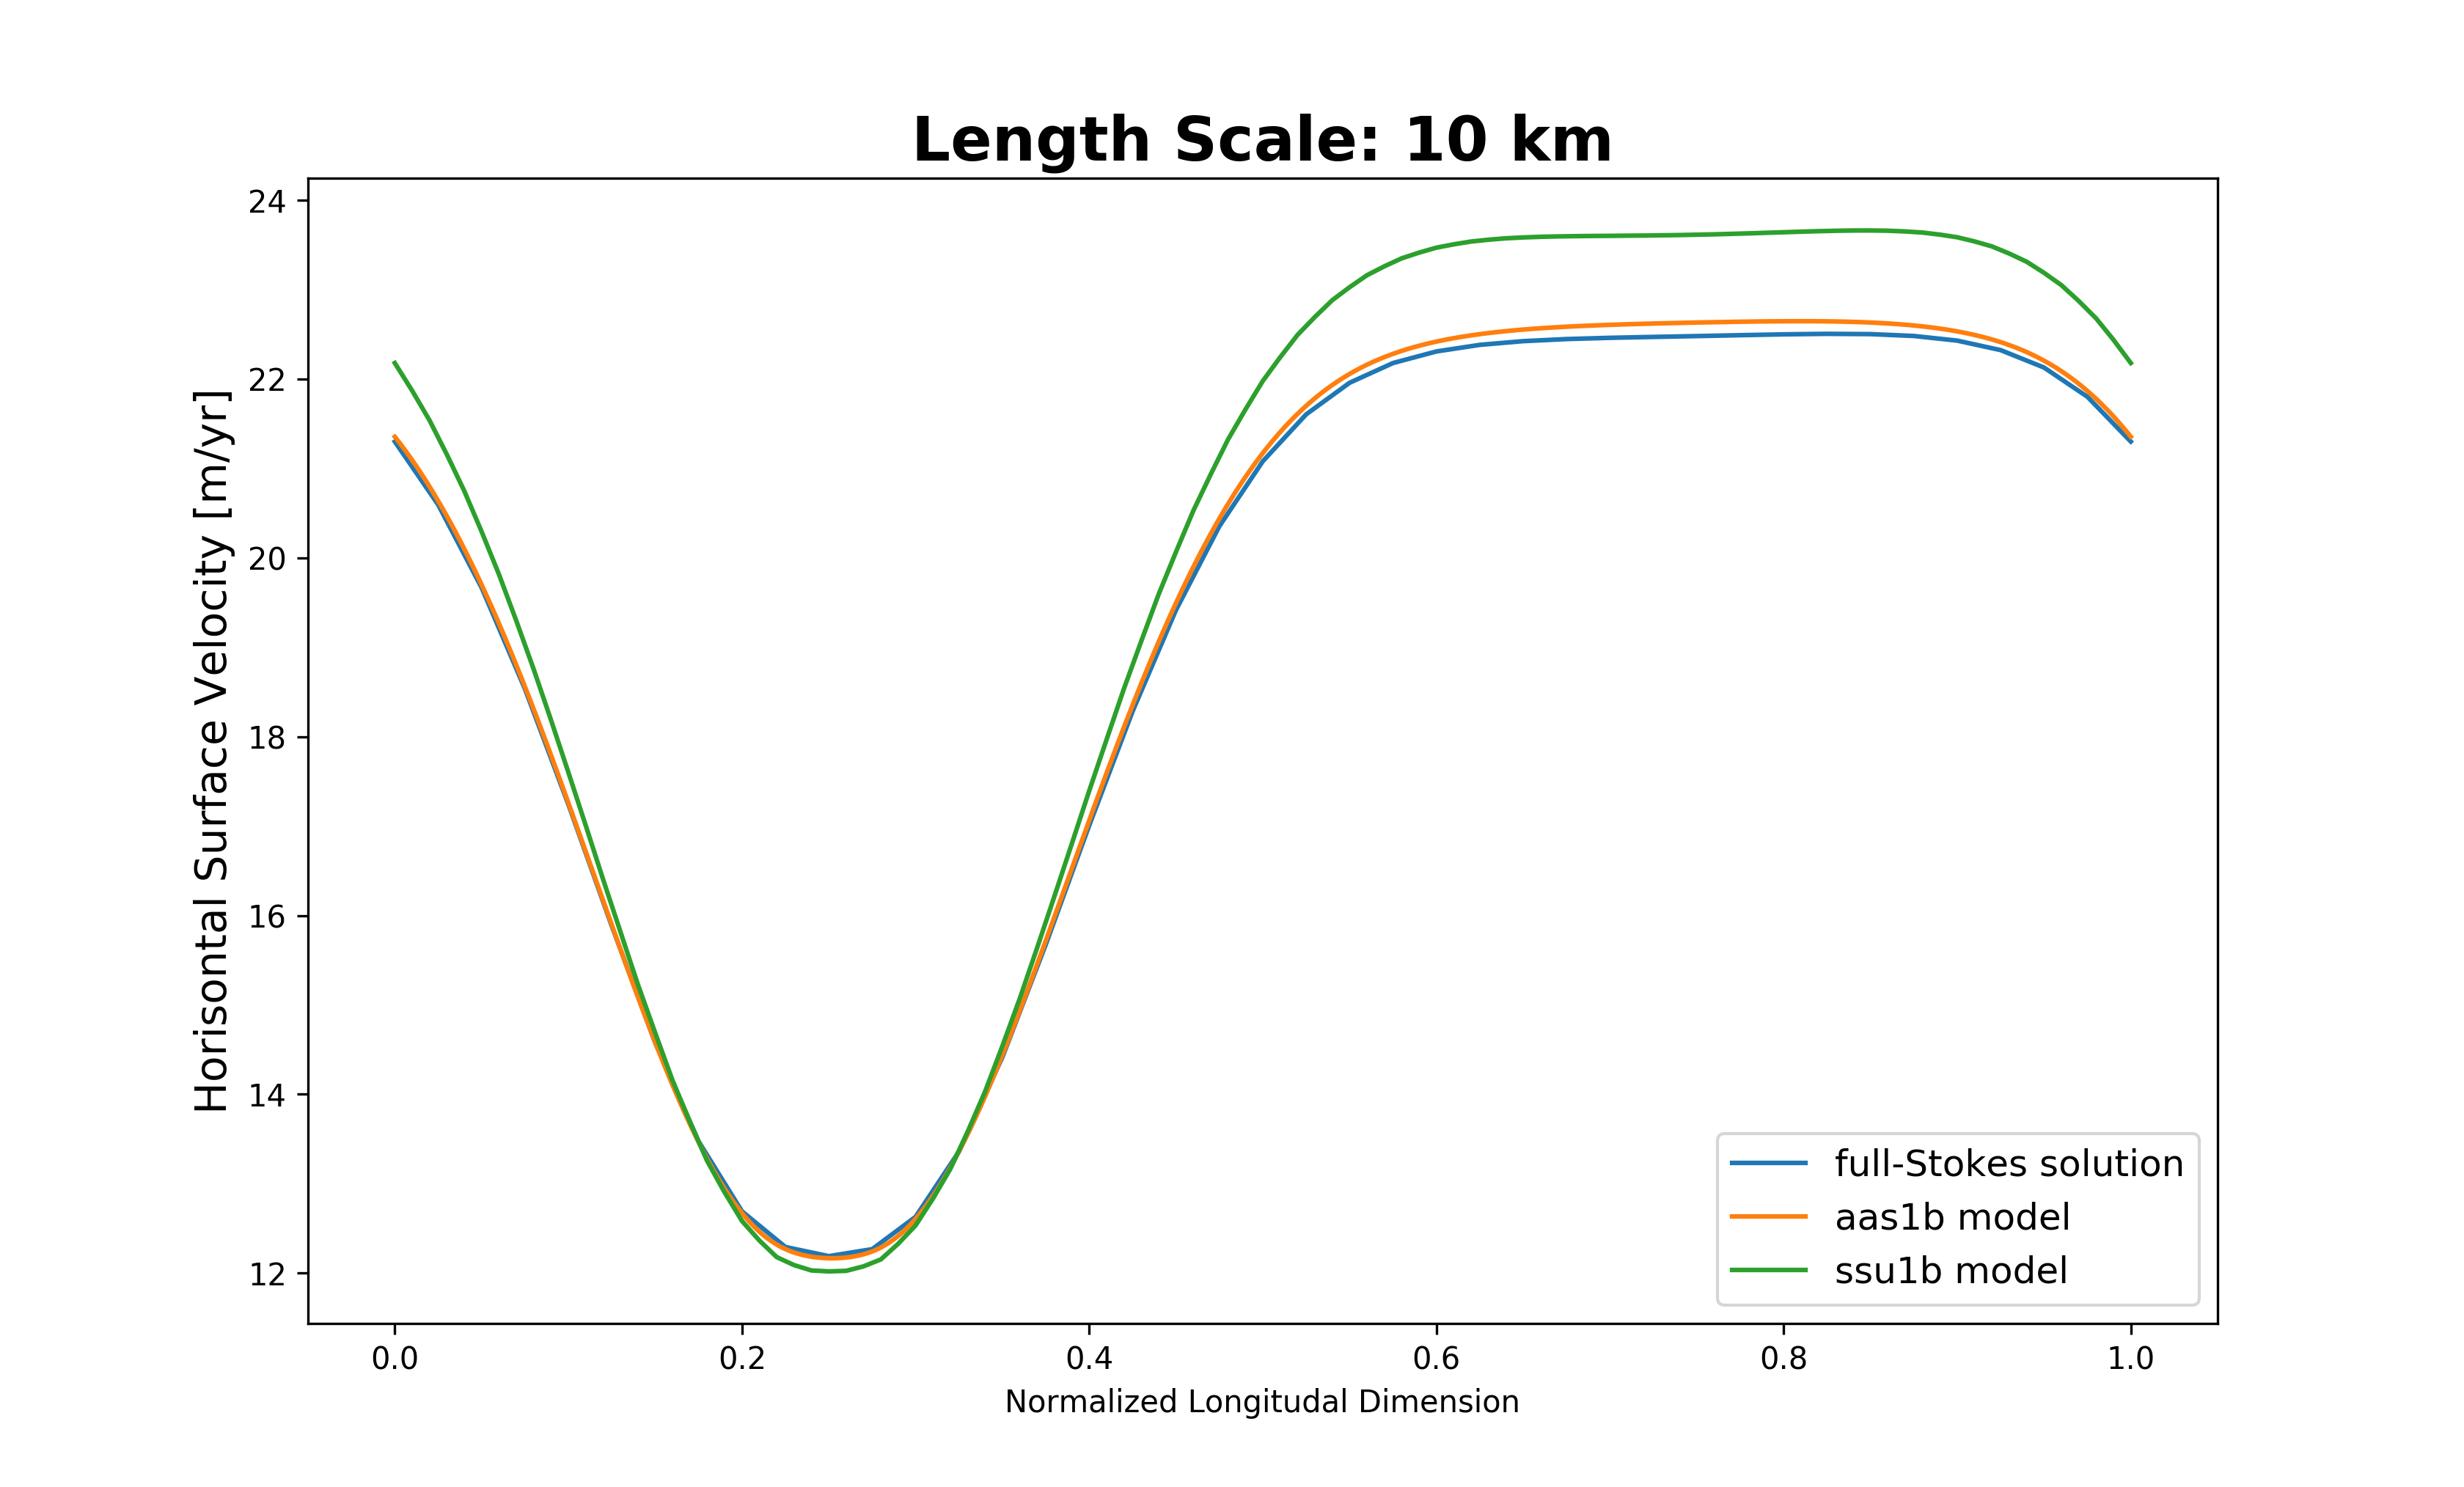 Length Scale: 10 km
Horisontal Surface Velocity [m/yr]
24
22
20
18
16
14
12
full-Stokes solution
aas1b model
ssu1b model
0.0 0.2 0.4 0.6 0.8 1.0
Normalized Longitudal Dimension